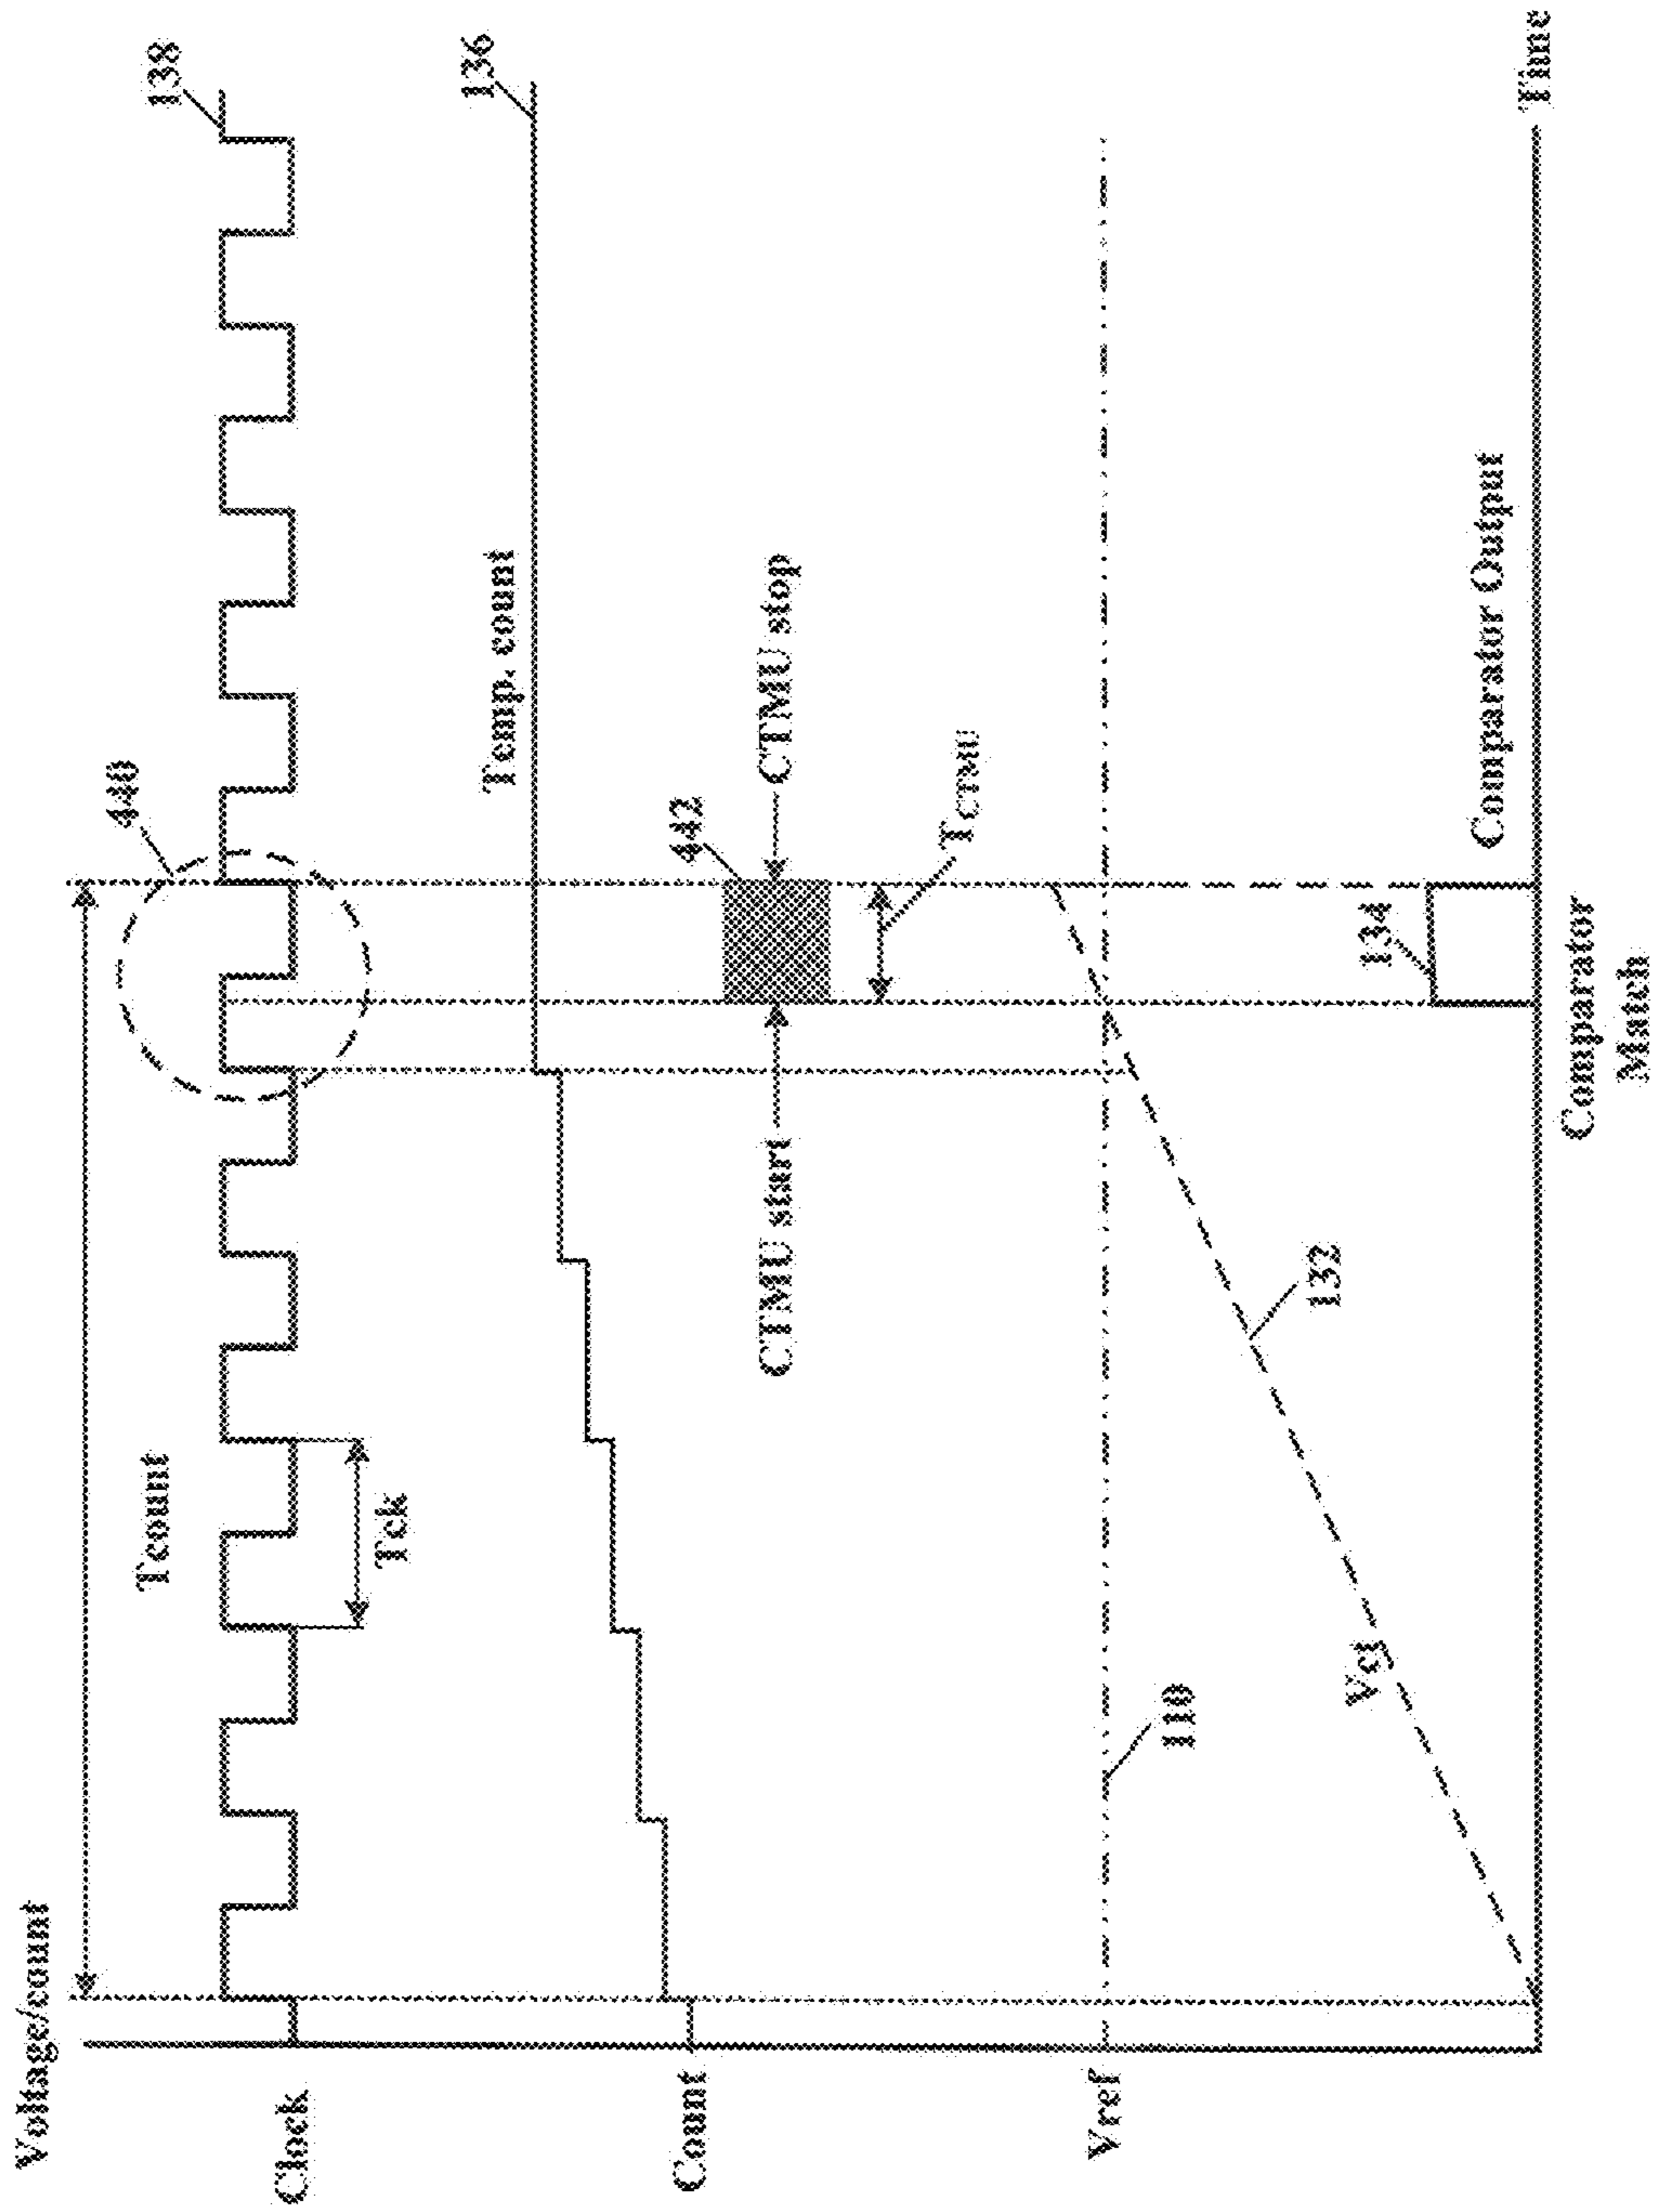 Voltage/count
Tcount
138
440
Clock
Tck
Temp. count
136
Count
442
CTMU start
CTMU stop
TCTMU
Vref
110
Vcj
132
134
Comparator Output
Time
Comparator
Match